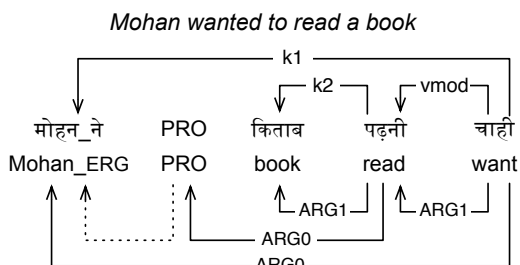 Mohan wanted to read a book
k1
k2 vmod
मोहन_ने PRO किताब पढ़नी चाही
Mohan_ERG PRO book read want
ARG1 ARG1
ARG0
ARG0